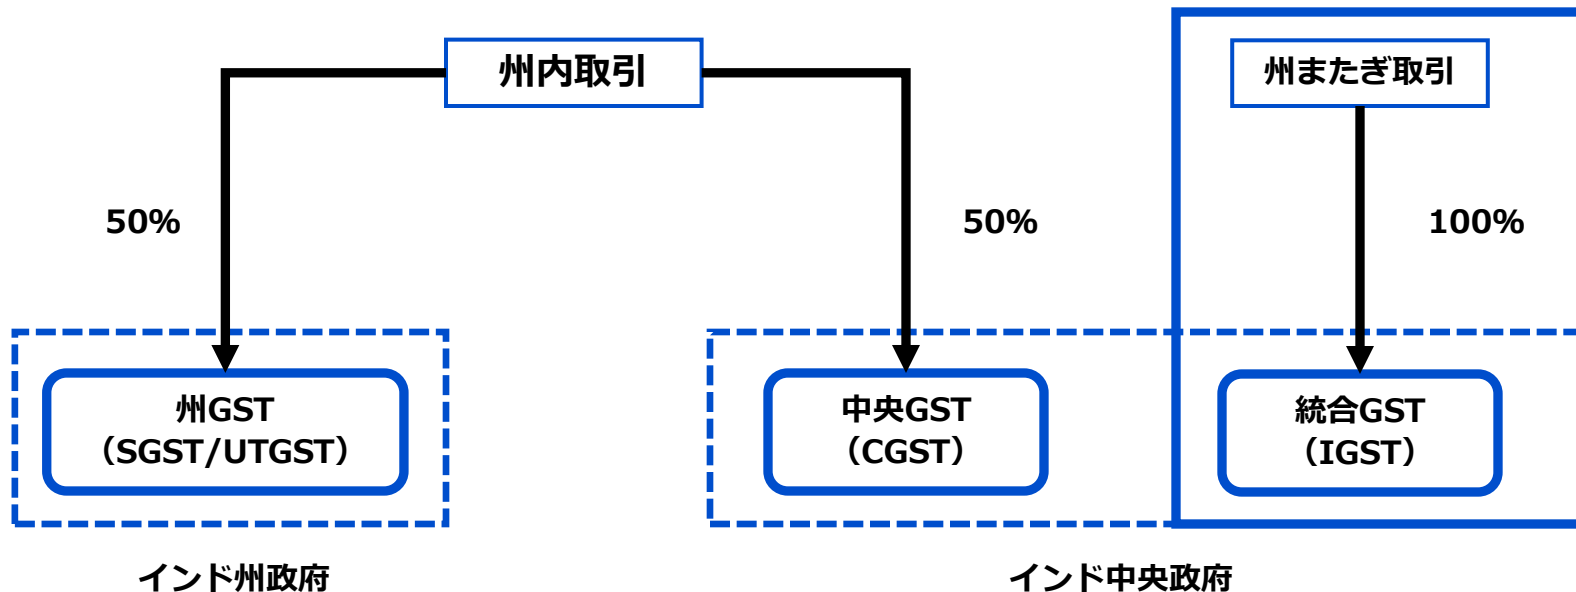 州内取引
州またぎ取引
50%
50%
100%
州GST
（SGST/UTGST）
中央GST
（CGST）
統合GST
（IGST）
インド州政府
インド中央政府